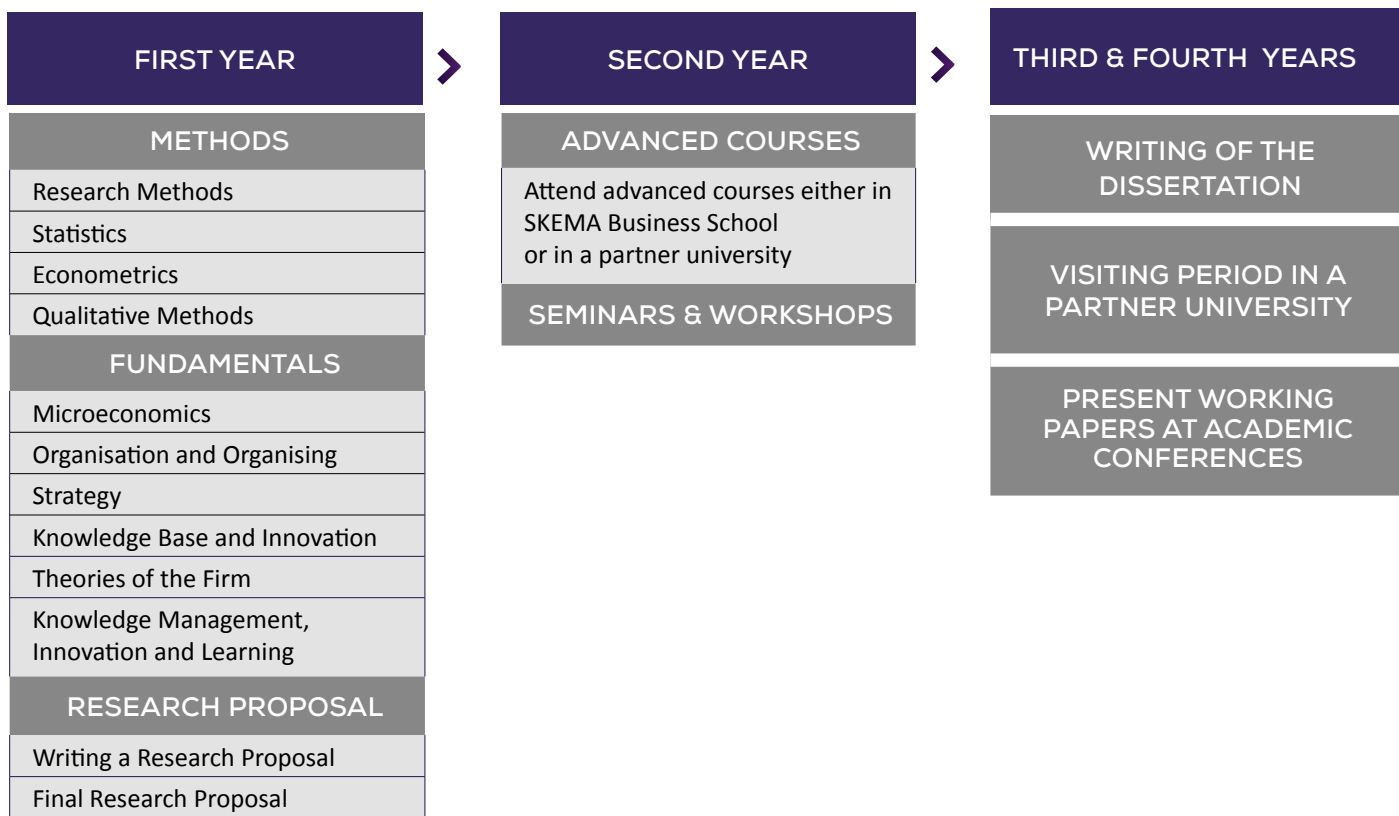 FIRST YEAR
METHODS
Research Methods
Statistics
Econometrics
Qualitative Methods
FUNDAMENTALS
Microeconomics
Organisation and Organising
Strategy
Knowledge Base and Innovation
Theories of the Firm
Knowledge Management,
Innovation and Learning
RESEARCH PROPOSAL
Writing a Research Proposal
Final Research Proposal
SECOND YEAR
ADVANCED COURSES
Attend advanced courses either in
SKEMA Business School
or in a partner university
SEMINARS & WORKSHOPS
THIRD & FOURTH YEARS
WRITING OF THE
DISSERTATION
VISITING PERIOD IN A
PARTNER UNIVERSITY
PRESENT WORKING
PAPERS AT ACADEMIC
CONFERENCES